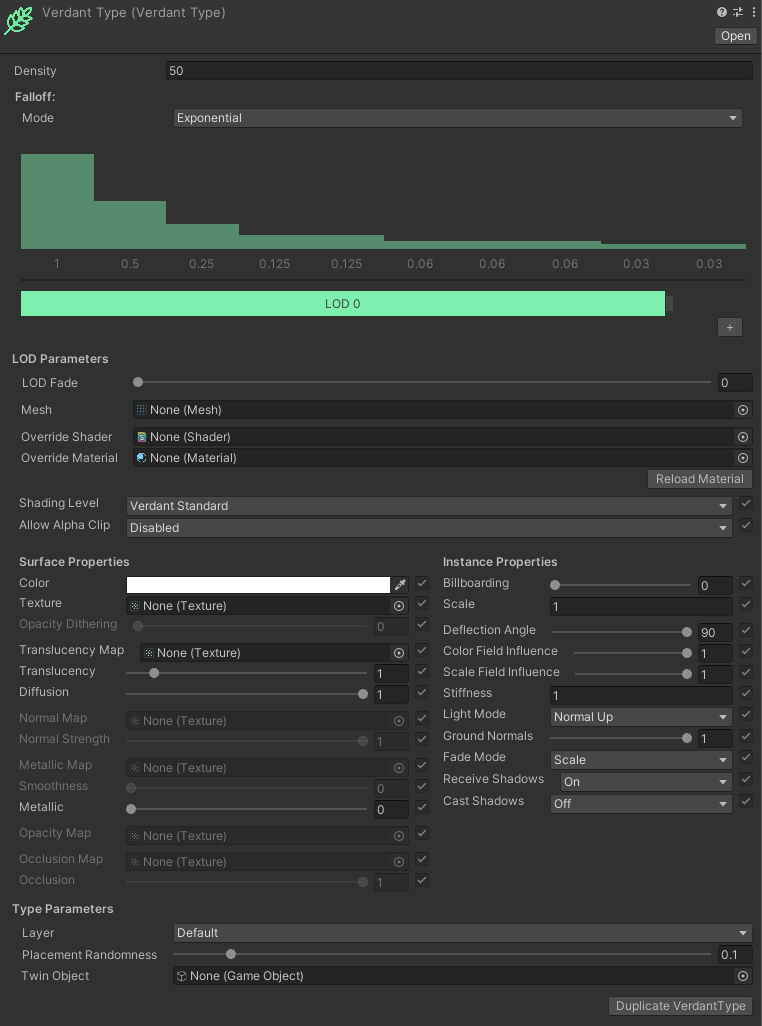 Verdant Type (Verdant Type)
Open
Density 50
Falloff:
Mode Exponential
1 0.5 0.25 0.125 0.125 0.06 0.06 0.06 0.03 0.03
LOD 0
+
LOD Parameters
LOD Fade 0
Mesh None (Mesh)
Override Shader None (Shader)
Override Material None (Material)
Reload Material
Shading Level Verdant Standard
Allow Alpha Clip Disabled
Surface Properties
Color
Texture None (Texture)
Opacity Dithering 0
Translucency Map None (Texture)
Translucency 1
Diffusion 1
Normal Map None (Texture)
Normal Strength 1
Metallic Map None (Texture)
Smoothness 0
Metallic 0
Opacity Map None (Texture)
Occlusion Map None (Texture)
Occlusion 1
Instance Properties
Billboarding 0
Scale 1
Deflection Angle 90
Color Field Influence 1
Scale Field Influence 1
Stiffness 1
Light Mode Normal Up
Ground Normals 1
Fade Mode Scale
Receive Shadows On
Cast Shadows Off
Type Parameters
Layer Default
Placement Randomness 0.1
Twin Object None (Game Object)
Duplicate VerdantType